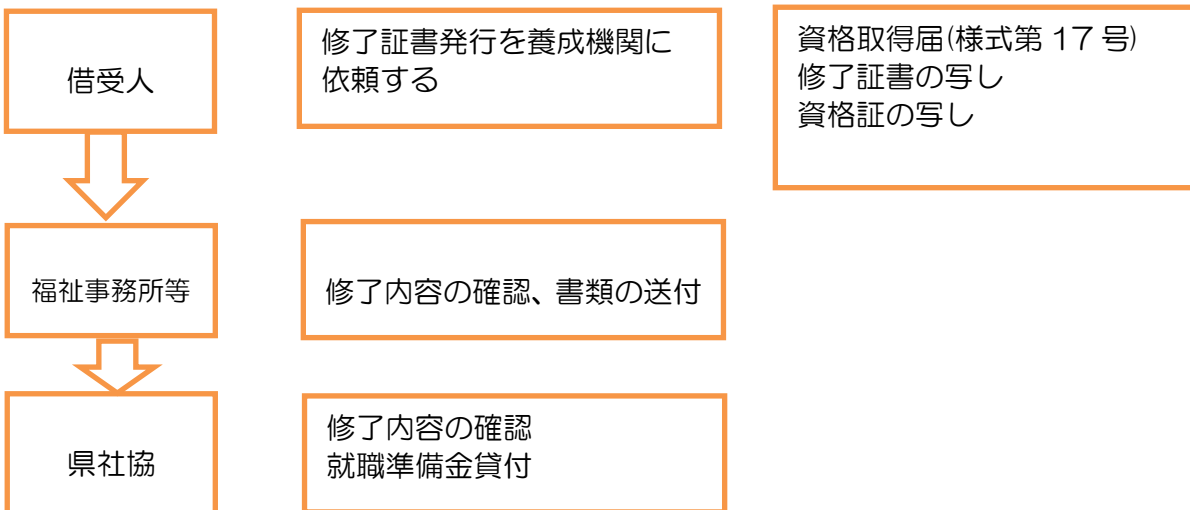 借受人
修了証書発行を養成機関に
依頼する
資格取得届(様式第 17 号)
修了証書の写し
資格証の写し
福祉事務所等
修了内容の確認、書類の送付
県社協
修了内容の確認
就職準備金貸付